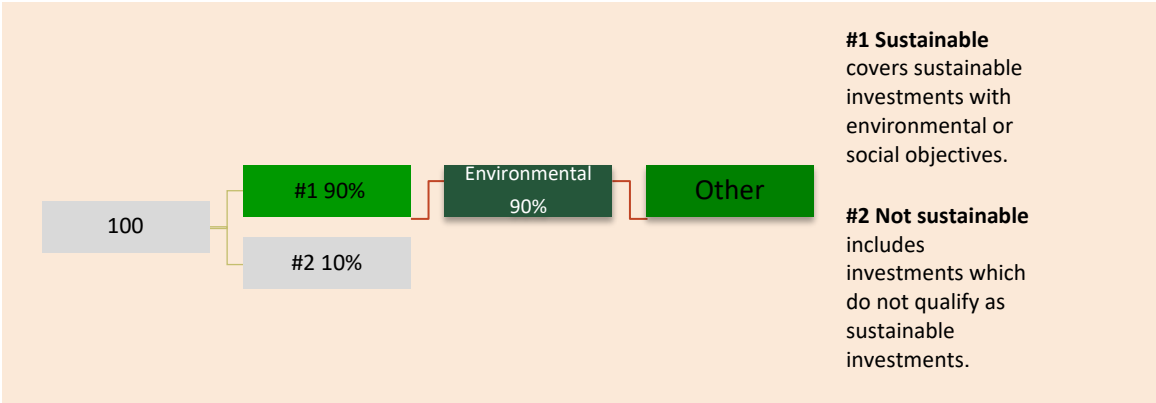 100
#1 90%
#2 10%
Environmental
90%
Other
#1 Sustainable
covers sustainable
investments with
environmental or
social objectives.
#2 Not sustainable
includes
investments which
do not qualify as
sustainable
investments.